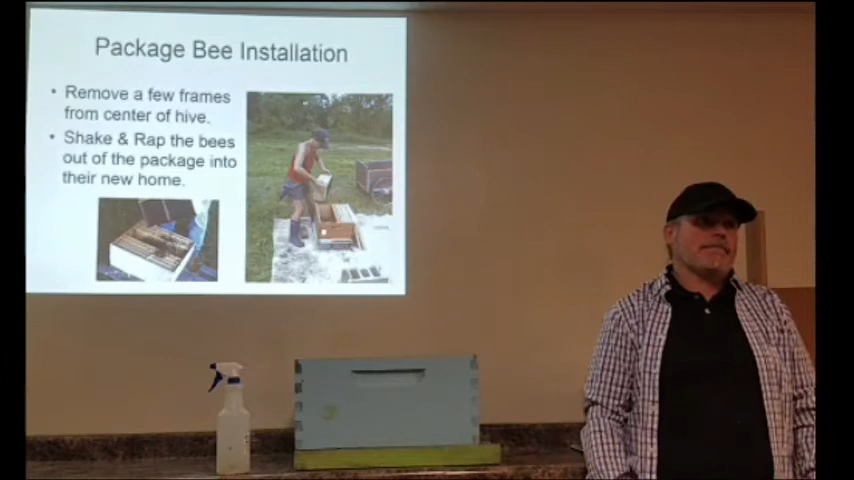 Package Bee Installation
• Remove a few frames
from center of hive.
• Shake & Rap the bees
out of the package into
their new home.